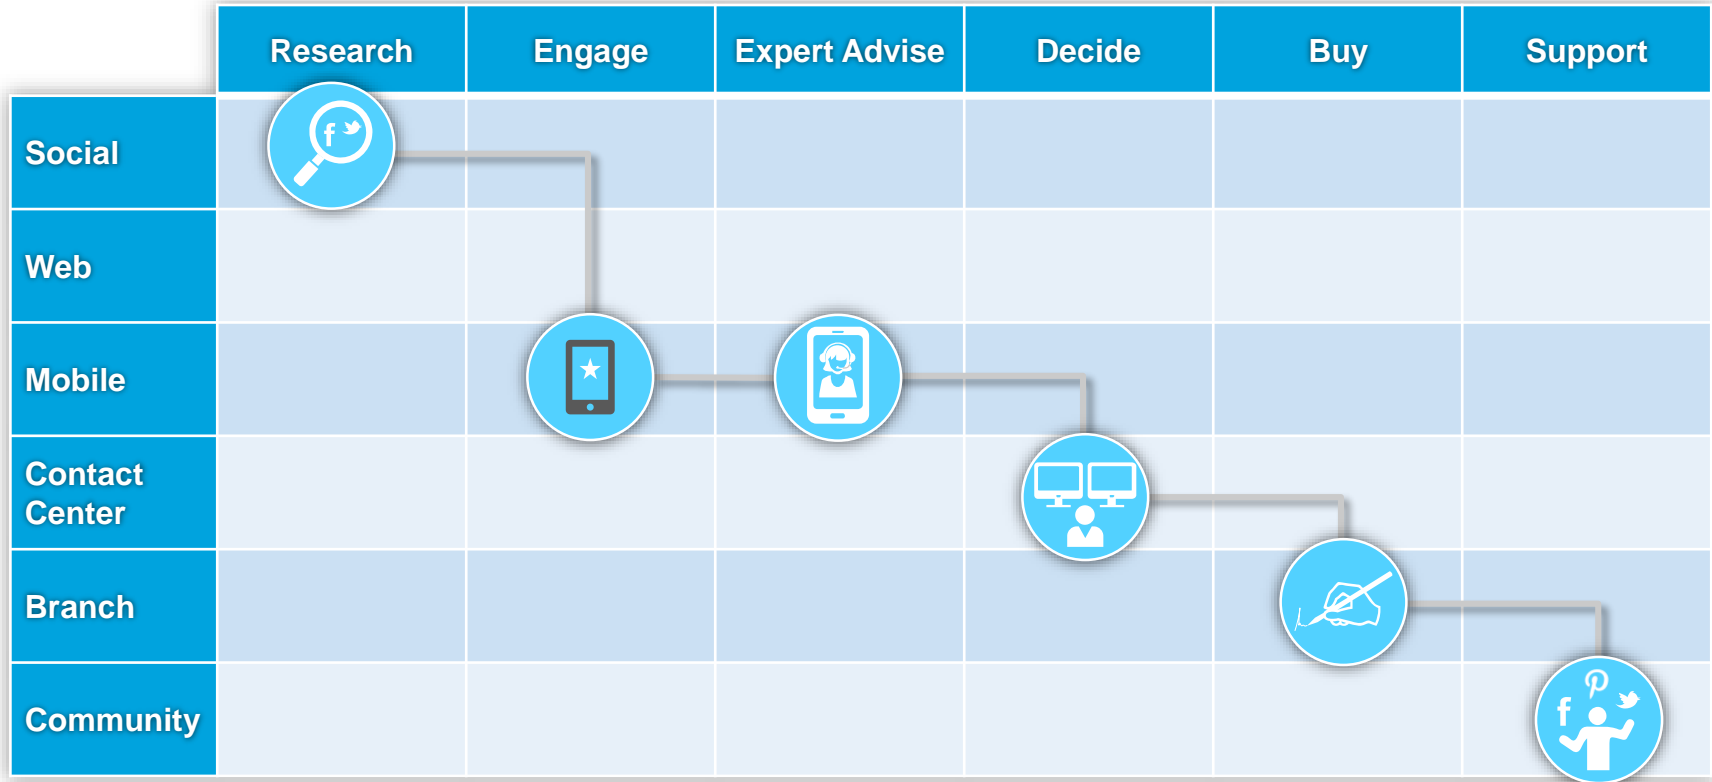 Research Engage Expert Advise Decide Buy Support
Social
Web
Mobile
Contact
Center
Branch
Community